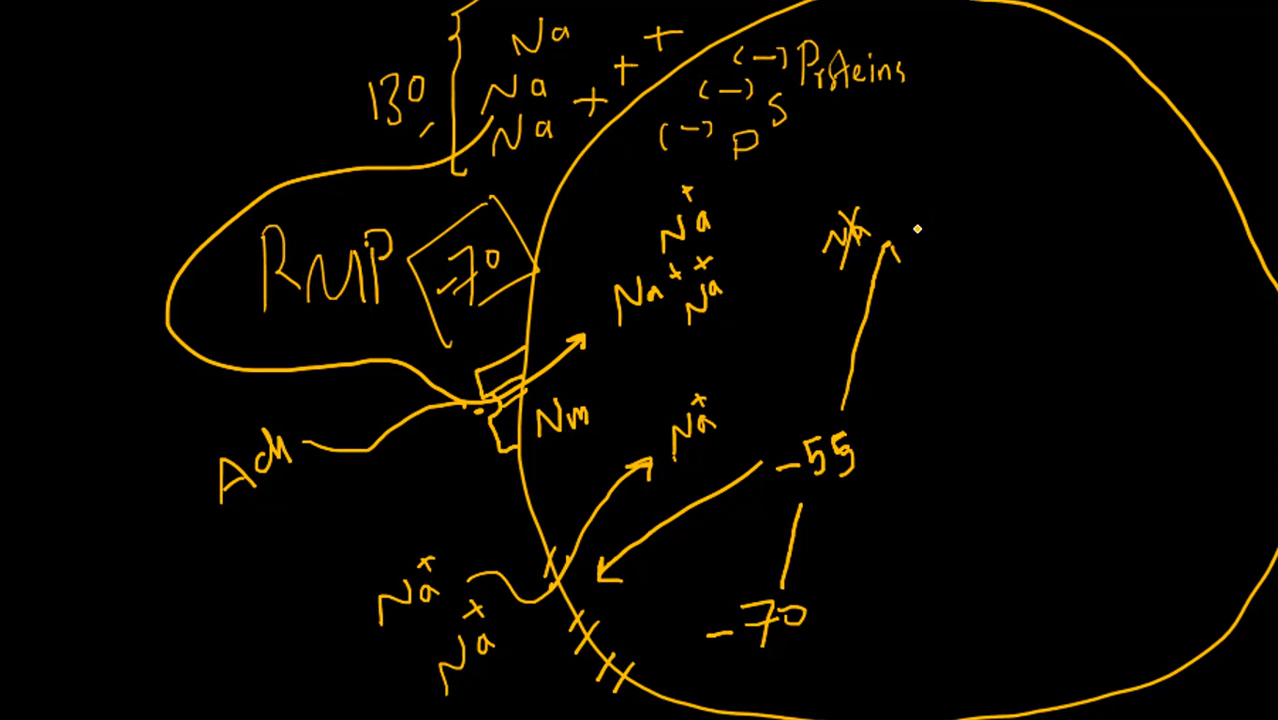 Na
Na
Na
130
+ + +
(-) Proteins
(-) S
(-) P
RMP -70
Na+
Na+ Na+
Na
Ach
Nm
Na+
-55
Na+
Na+
-70